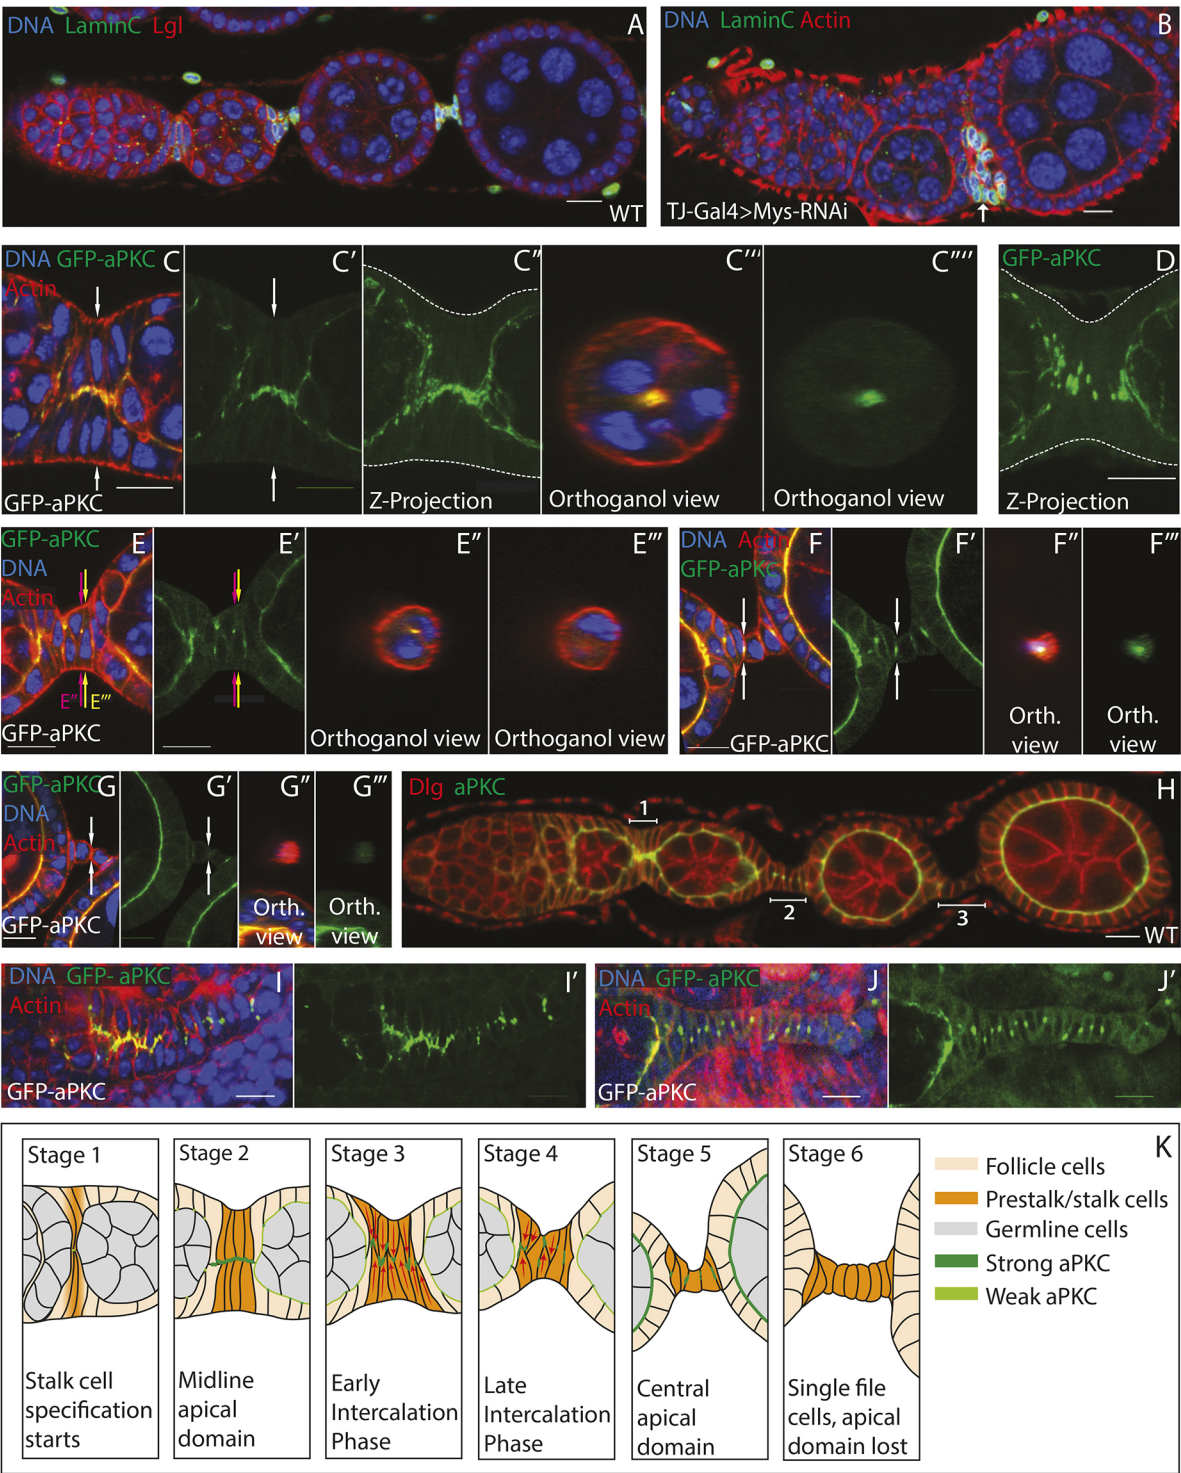 DNA LaminC Lgl
A
WT
DNA LaminC Actin
B
TJ-Gal4>Mys-RNAi
DNA GFP-aPKC
Actin
C
GFP-aPKC
C′
C″
Z-Projection
C‴
Orthoganol view
C″″
Orthoganol view
GFP-aPKC
D
Z-Projection
GFP-aPKC
DNA
Actin
E
E″ E‴
GFP-aPKC
E′
E″
Orthoganol view
E‴
Orthoganol view
DNA Actin
GFP-aPKC
F
GFP-aPKC
F′
F″
Orth.
view
F‴
Orth.
view
GFP-aPKC
DNA
Actin
G
GFP-aPKC
G′
G″
Orth.
view
G‴
Orth.
view
Dlg aPKC
H
1
2
3
WT
DNA GFP- aPKC
Actin
I
GFP-aPKC
I′
DNA GFP- aPKC
Actin
J
GFP-aPKC
J′
K
Stage 1
Stalk cell
specification
starts
Stage 2
Midline
apical
domain
Stage 3
Early
Intercalation
Phase
Stage 4
Late
Intercalation
Phase
Stage 5
Central
apical
domain
Stage 6
Single file
cells, apical
domain lost
Follicle cells
Prestalk/stalk cells
Germline cells
Strong aPKC
Weak aPKC